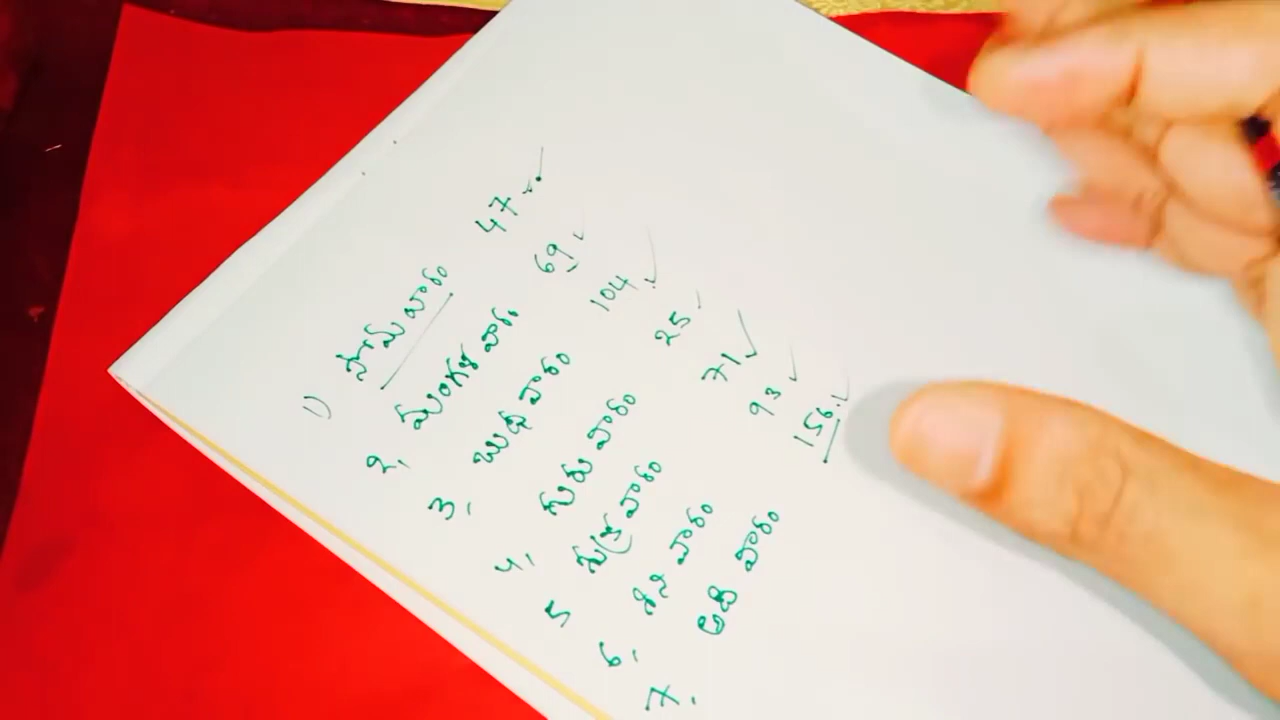 1) సోమవారం 47
2, మంగళవారం 69
3, బుధవారం 104
4, గురువారం 25
5 శుక్రవారం 71
6, శనివారం 93
7. ఆదివారం 156